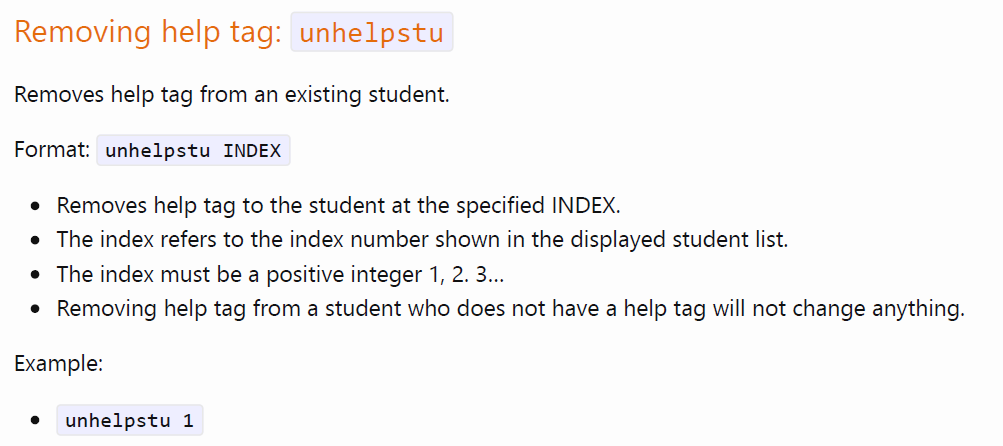 Removing help tag: unhelpstu
Removes help tag from an existing student.
Format: unhelpstu INDEX
• Removes help tag to the student at the specified INDEX.
• The index refers to the index number shown in the displayed student list.
• The index must be a positive integer 1, 2. 3...
• Removing help tag from a student who does not have a help tag will not change anything.
Example:
• unhelpstu 1